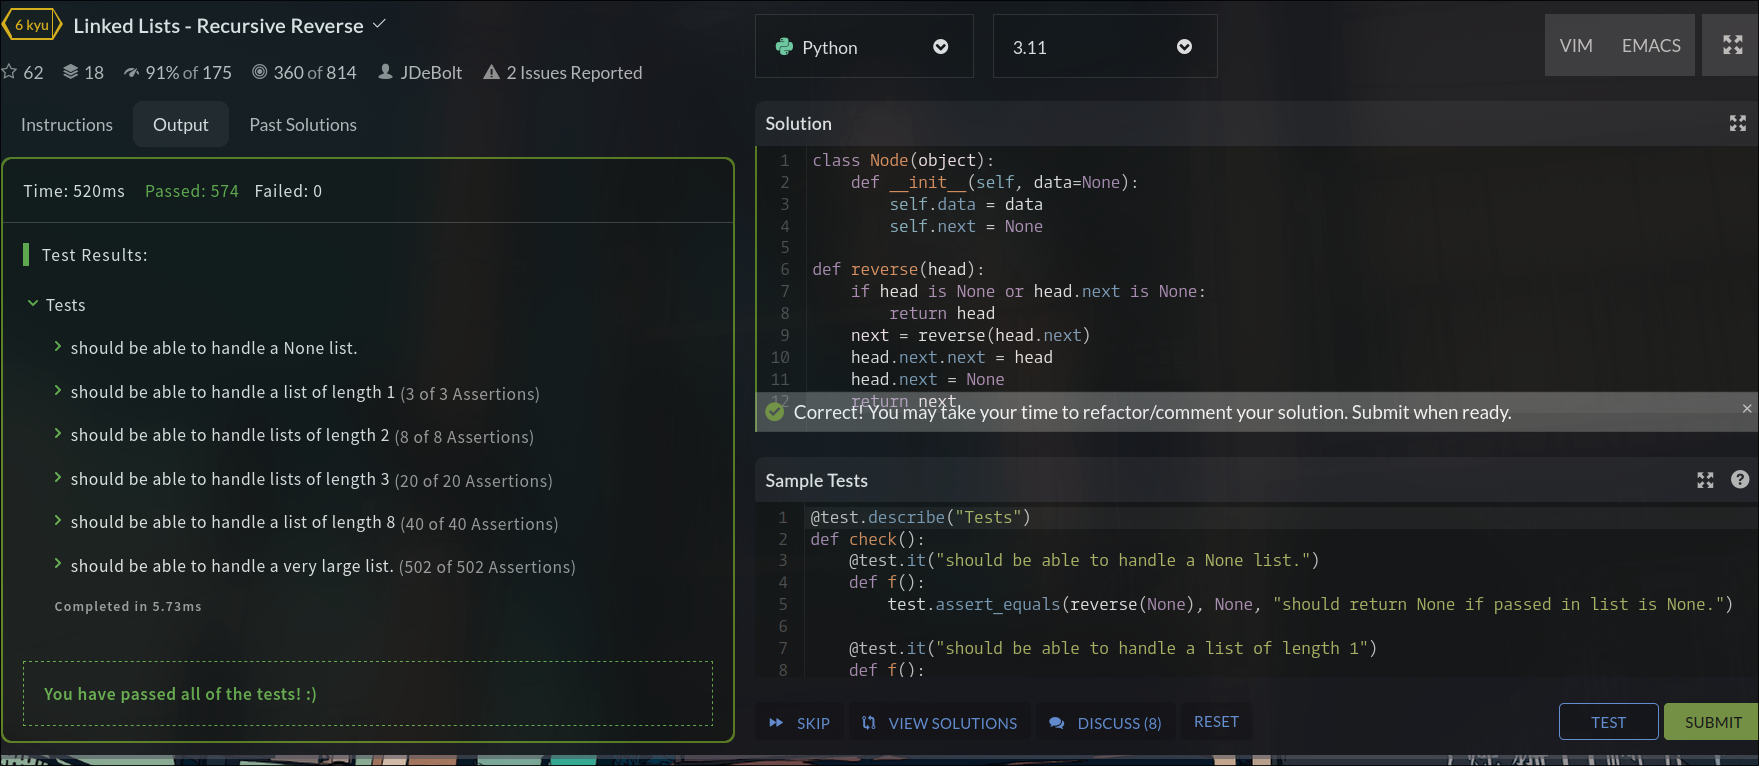 6 kyu Linked Lists - Recursive Reverse
62 18 91% of 175 360 of 814 JDeBolt 2 Issues Reported
Instructions Output Past Solutions
Time: 520ms Passed: 574 Failed: 0
Test Results:
Tests
should be able to handle a None list.
should be able to handle a list of length 1 (3 of 3 Assertions)
should be able to handle lists of length 2 (8 of 8 Assertions)
should be able to handle lists of length 3 (20 of 20 Assertions)
should be able to handle a list of length 8 (40 of 40 Assertions)
should be able to handle a very large list. (502 of 502 Assertions)
Completed in 5.73ms
You have passed all of the tests! :)
Python 3.11 VIM EMACS
Solution
1 class Node(object):
2     def __init__(self, data=None):
3         self.data = data
4         self.next = None
5
6 def reverse(head):
7     if head is None or head.next is None:
8         return head
9     next = reverse(head.next)
10     head.next.next = head
11     head.next = None
12     return next
Correct! You may take your time to refactor/comment your solution. Submit when ready. ×
Sample Tests ?
1 @test.describe("Tests")
2 def check():
3     @test.it("should be able to handle a None list.")
4     def f():
5         test.assert_equals(reverse(None), None, "should return None if passed in list is None.")
6
7     @test.it("should be able to handle a list of length 1")
8     def f():
SKIP VIEW SOLUTIONS DISCUSS (8) RESET TEST SUBMIT